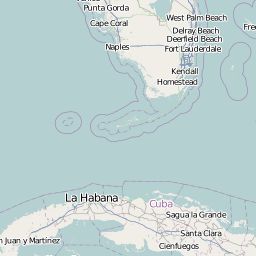 Punta Gorda
Cape Coral
West Palm Beach
Fre
Delray Beach
Deerfield Beach
Naples
Fort Lauderdale
Kendall
Homestead
La Habana
Cuba
Sagua la Grande
Santa Clara
n Juan y Martínez
Cienfuegos